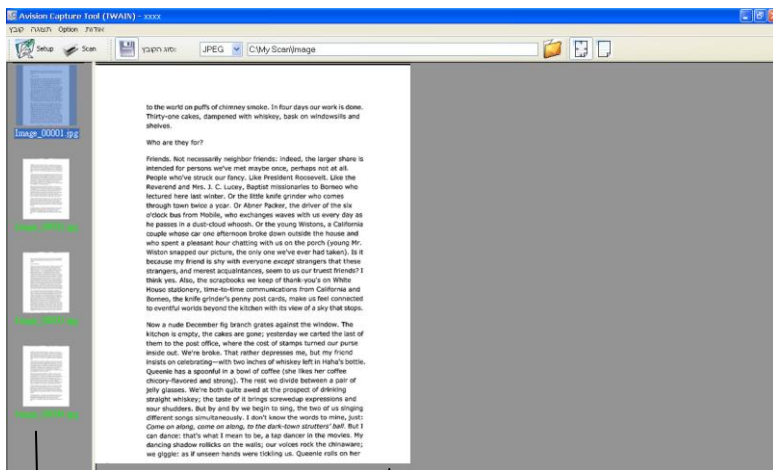 Avision Capture Tool (TWAIN) - xxxx
קובץ תצוגה Option אודות
Setup Scan סוג הקובץ: JPEG C:\My Scan\Image
Image_00001.jpg
to the world on puffs of chimney smoke. In four days our work is done.
Thirty-one cakes, dampened with whiskey, bask on windowsills and
shelves.
Who are they for?
Friends. Not necessarily neighbor friends: indeed, the larger share is
intended for persons we've met maybe once, perhaps not at all.
People who've struck our fancy. Like President Roosevelt. Like the
Reverend and Mrs. J. C. Lucey, Baptist missionaries to Borneo who
lectured here last winter. Or the little knife grinder who comes
through town twice a year. Or Abner Packer, the driver of the six
o'clock bus from Mobile, who exchanges waves with us every day as
he passes in a dust-cloud whoosh. Or the young Wistons, a California
couple whose car one afternoon broke down outside the house and
who spent a pleasant hour chatting with us on the porch (young Mr.
Wiston snapped our picture, the only one we've ever had taken). Is it
because my friend is shy with everyone except strangers that these
strangers, and merest acquaintances, seem to us our truest friends? I
think yes. Also, the scrapbooks we keep of thank-you's on White
House stationery, time-to-time communications from California and
Borneo, the knife grinder's penny post cards, make us feel connected
to eventful worlds beyond the kitchen with its view of a sky that stops.
Now a nude December fig branch grates against the window. The
kitchen is empty, the cakes are gone; yesterday we carted the last of
them to the post office, where the cost of stamps turned our purse
inside out. We're broke. That rather depresses me, but my friend
insists on celebrating—with two inches of whiskey left in Haha's bottle.
Queenie has a spoonful in a bowl of coffee (she likes her coffee
chicory-flavored and strong). The rest we divide between a pair of
jelly glasses. We're both quite awed at the prospect of drinking
straight whiskey; the taste of it brings screwedup expressions and
sour shudders. But by and by we begin to sing, the two of us singing
different songs simultaneously. I don't know the words to mine, just:
Come on along, come on along, to the dark-town strutters' ball. But I
can dance: that's what I mean to be, a tap dancer in the movies. My
dancing shadow rollicks on the walls; our voices rock the chinaware;
we giggle: as if unseen hands were tickling us. Queenie rolls on her